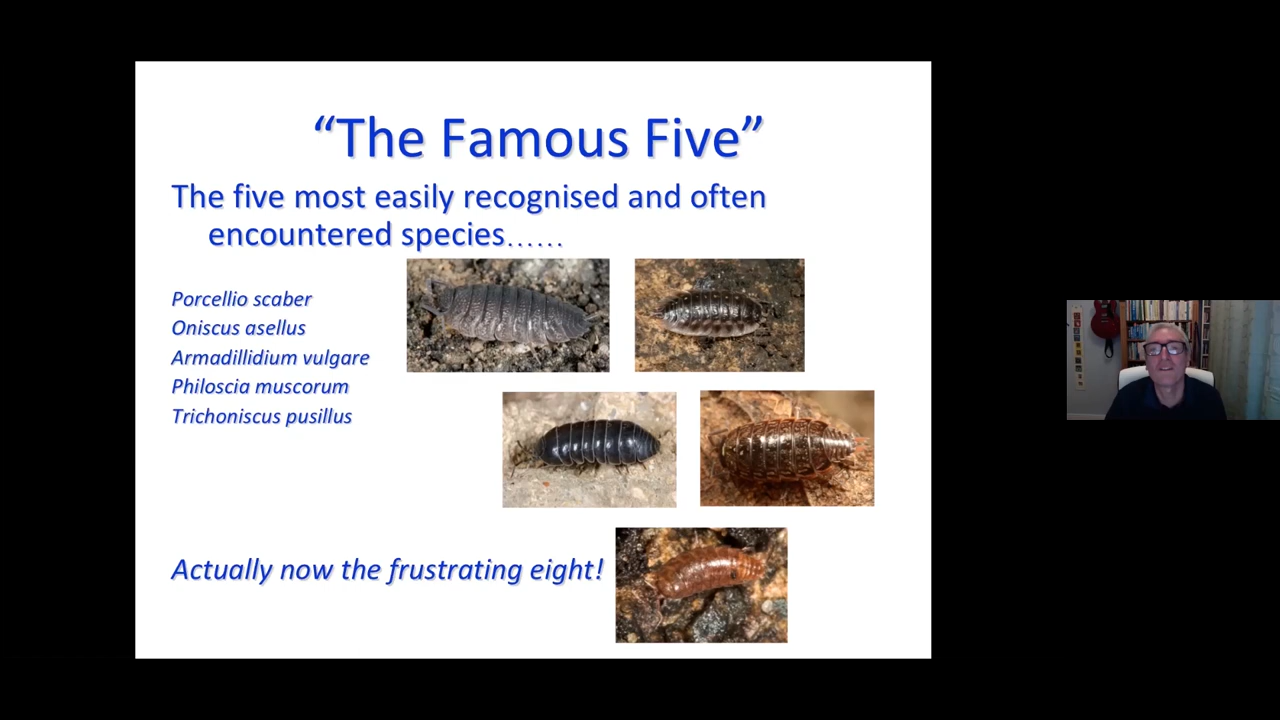 “The Famous Five”
The five most easily recognised and often
encountered species......
Porcellio scaber
Oniscus asellus
Armadillidium vulgare
Philoscia muscorum
Trichoniscus pusillus
Actually now the frustrating eight!